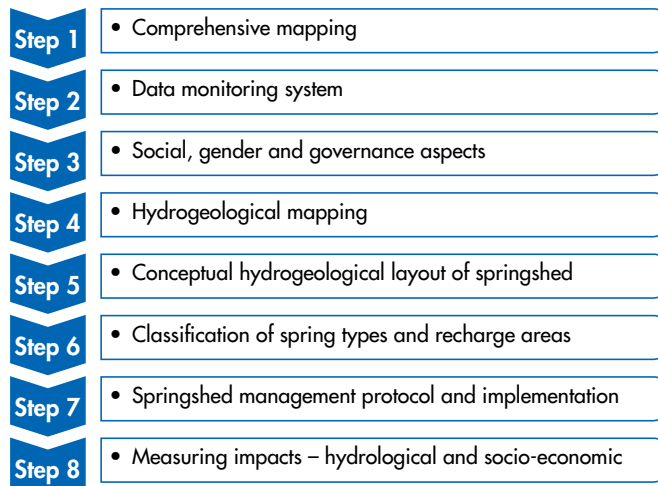 Step 1
• Comprehensive mapping
Step 2
• Data monitoring system
Step 3
• Social, gender and governance aspects
Step 4
• Hydrogeological mapping
Step 5
• Conceptual hydrogeological layout of springshed
Step 6
• Classification of spring types and recharge areas
Step 7
• Springshed management protocol and implementation
Step 8
• Measuring impacts – hydrological and socio-economic